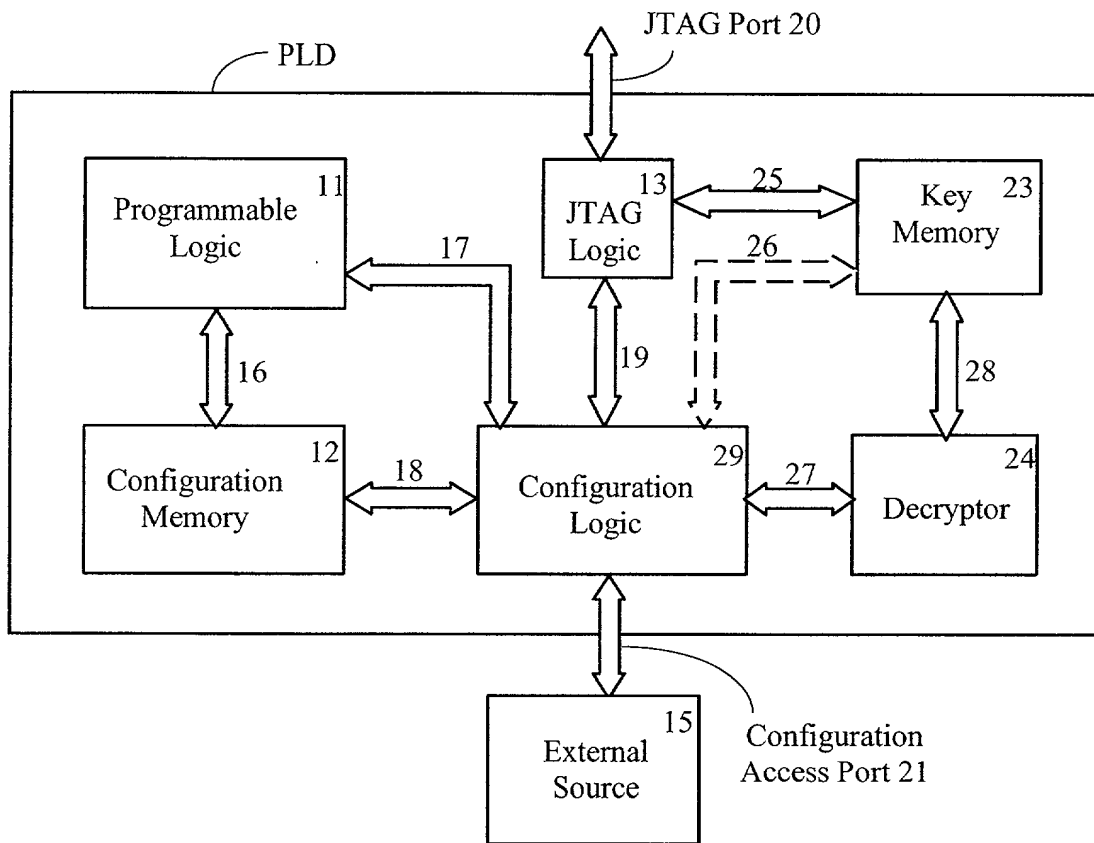 JTAG Port 20
PLD
11
Programmable
Logic
13
JTAG
Logic
25
23
Key
Memory
17
26
16
19
28
12
Configuration
Memory
18
29
Configuration
Logic
27
24
Decryptor
15
External
Source
Configuration
Access Port 21